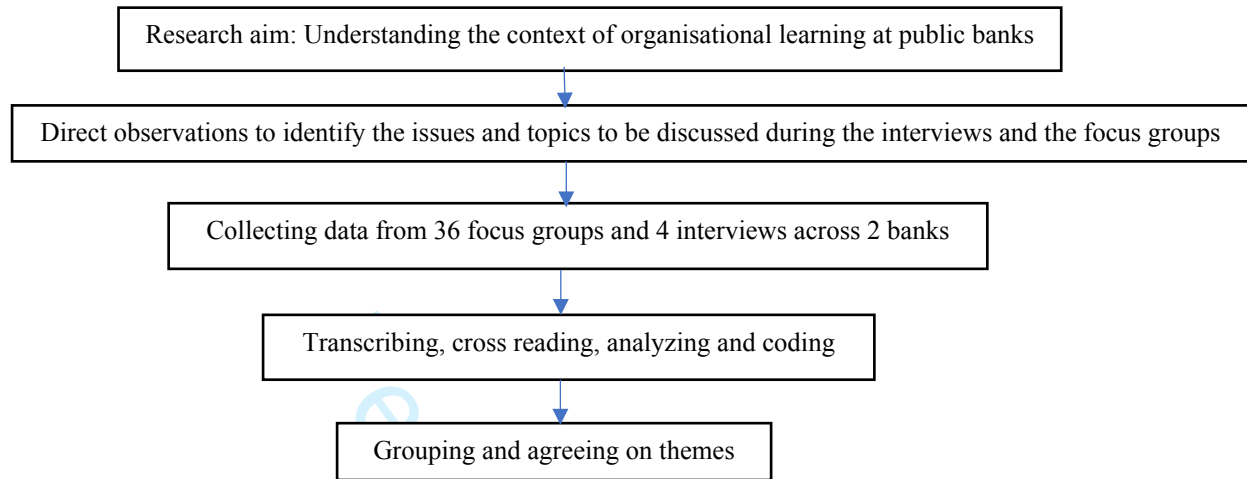 Research aim: Understanding the context of organisational learning at public banks
Direct observations to identify the issues and topics to be discussed during the interviews and the focus groups
Collecting data from 36 focus groups and 4 interviews across 2 banks
Transcribing, cross reading, analyzing and coding
Grouping and agreeing on themes